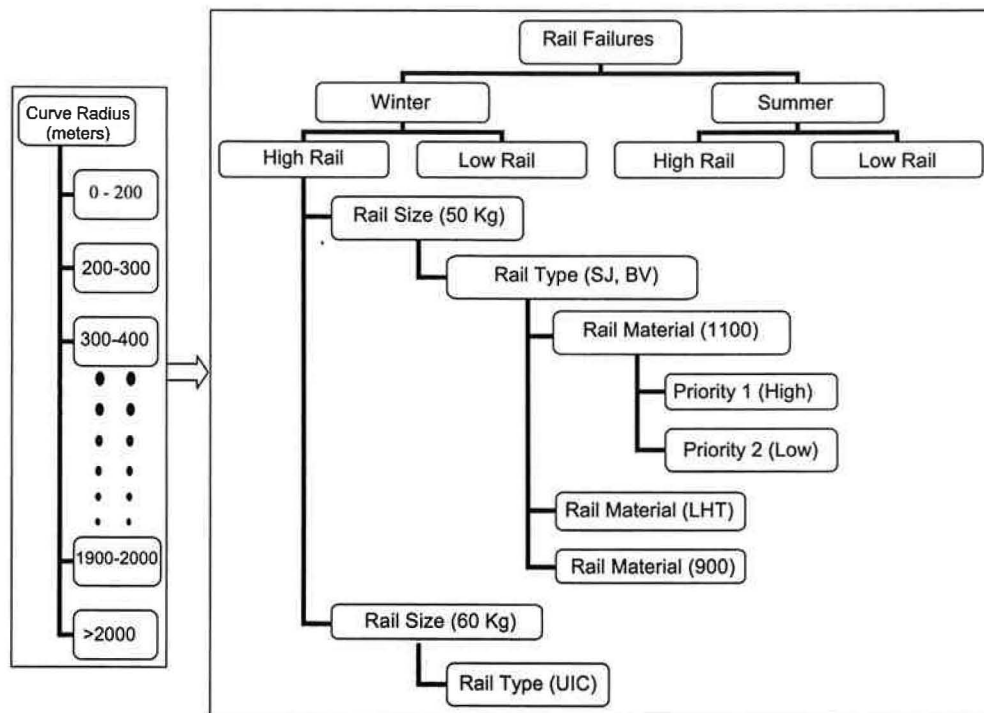 Curve Radius
(meters)
0 - 200
200-300
300-400
1900-2000
>2000
Rail Failures
Winter
Summer
High Rail
Low Rail
High Rail
Low Rail
Rail Size (50 Kg)
Rail Type (SJ, BV)
Rail Material (1100)
Priority 1 (High)
Priority 2 (Low)
Rail Material (LHT)
Rail Material (900)
Rail Size (60 Kg)
Rail Type (UIC)